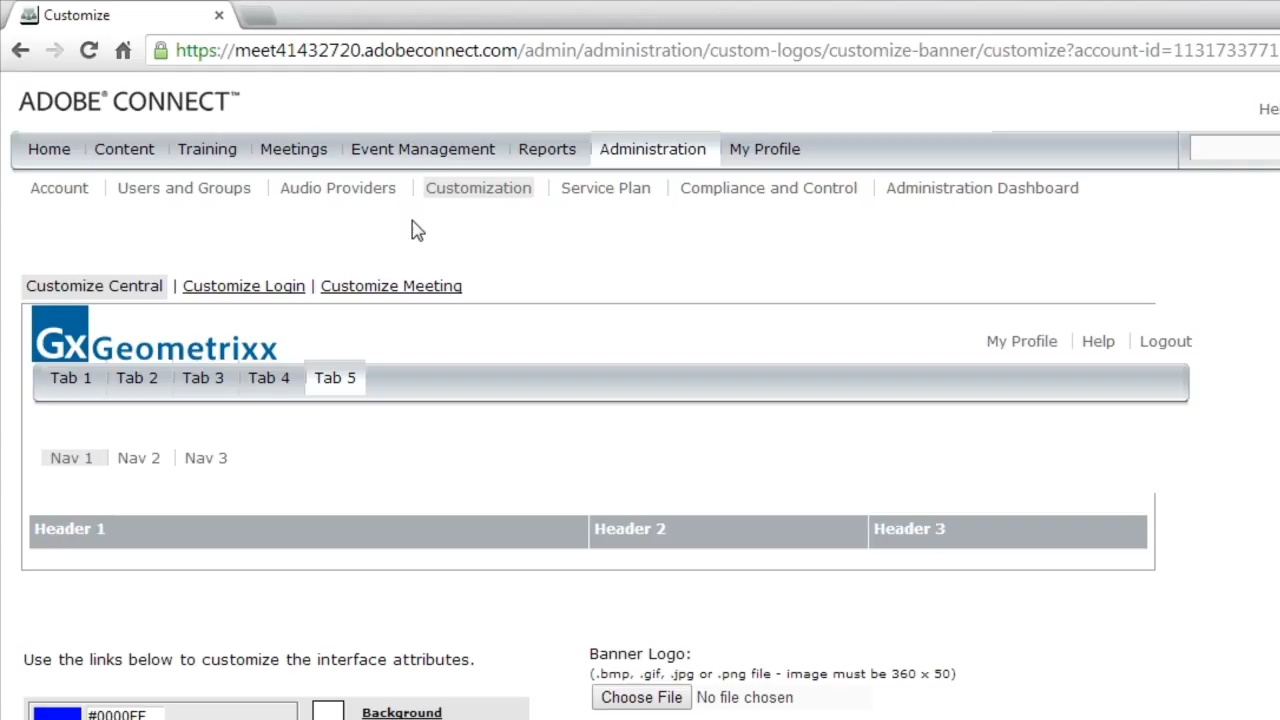 Customize ×
https://meet41432720.adobeconnect.com/admin/administration/custom-logos/customize-banner/customize?account-id=1131733771
ADOBE® CONNECT™
He
Home Content Training Meetings Event Management Reports Administration My Profile
Account | Users and Groups | Audio Providers | Customization | Service Plan | Compliance and Control | Administration Dashboard
Customize Central | Customize Login | Customize Meeting
Gx Geometrixx
My Profile | Help | Logout
Tab 1 Tab 2 Tab 3 Tab 4 Tab 5
Nav 1 | Nav 2 | Nav 3
Header 1 Header 2 Header 3
Use the links below to customize the interface attributes.
Banner Logo:
(.bmp, .gif, .jpg or .png file - image must be 360 x 50)
Choose File No file chosen
#0000FF
Background